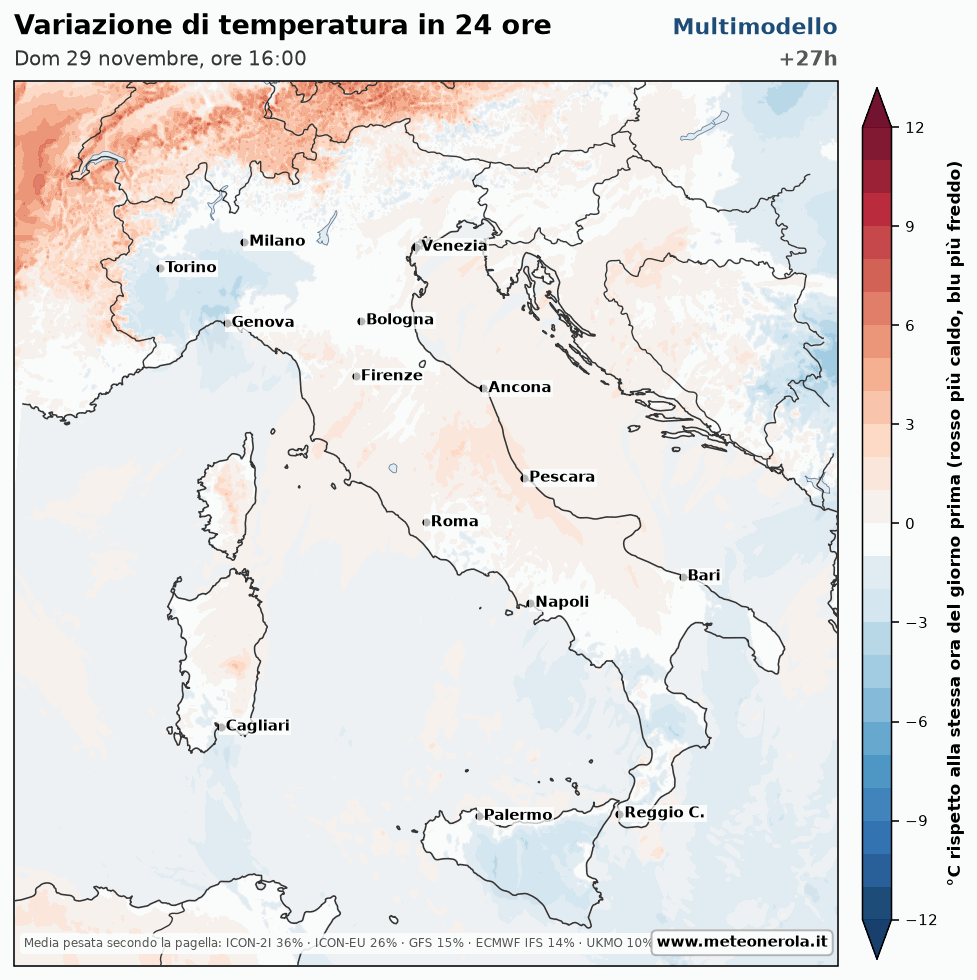 Variazione di temperatura in 24 ore
Multimodello
Dom 29 novembre, ore 16:00
+27h
Milano
Venezia
Torino
Genova
Bologna
Firenze
Ancona
Pescara
Roma
Bari
Napoli
Cagliari
Palermo
Reggio C.
12
9
6
3
0
−3
−6
−9
−12
°C rispetto alla stessa ora del giorno prima (rosso più caldo, blu più freddo)
Media pesata secondo la pagella: ICON-2I 36% · ICON-EU 26% · GFS 15% · ECMWF IFS 14% · UKMO 10%
www.meteonerola.it